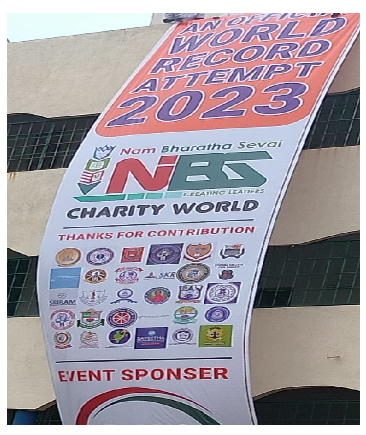 AN OFFICIAL
WORLD
RECORD
ATTEMPT
2023
Nam Bharatha Sevai
NBS
CREATING LEADERS
CHARITY WORLD
THANKS FOR CONTRIBUTION
SKR
EVENT SPONSER